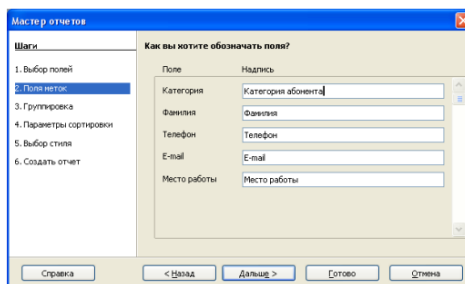 Мастер отчетов
Шаги
1. Выбор полей
2. Поля меток
3. Группировка
4. Параметры сортировки
5. Выбор стиля
6. Создать отчет
Как вы хотите обозначать поля?
Поле Надпись
Категория Категория абонента
Фамилия Фамилия
Телефон Телефон
E-mail E-mail
Место работы Место работы
Справка < Назад Дальше > Готово Отмена